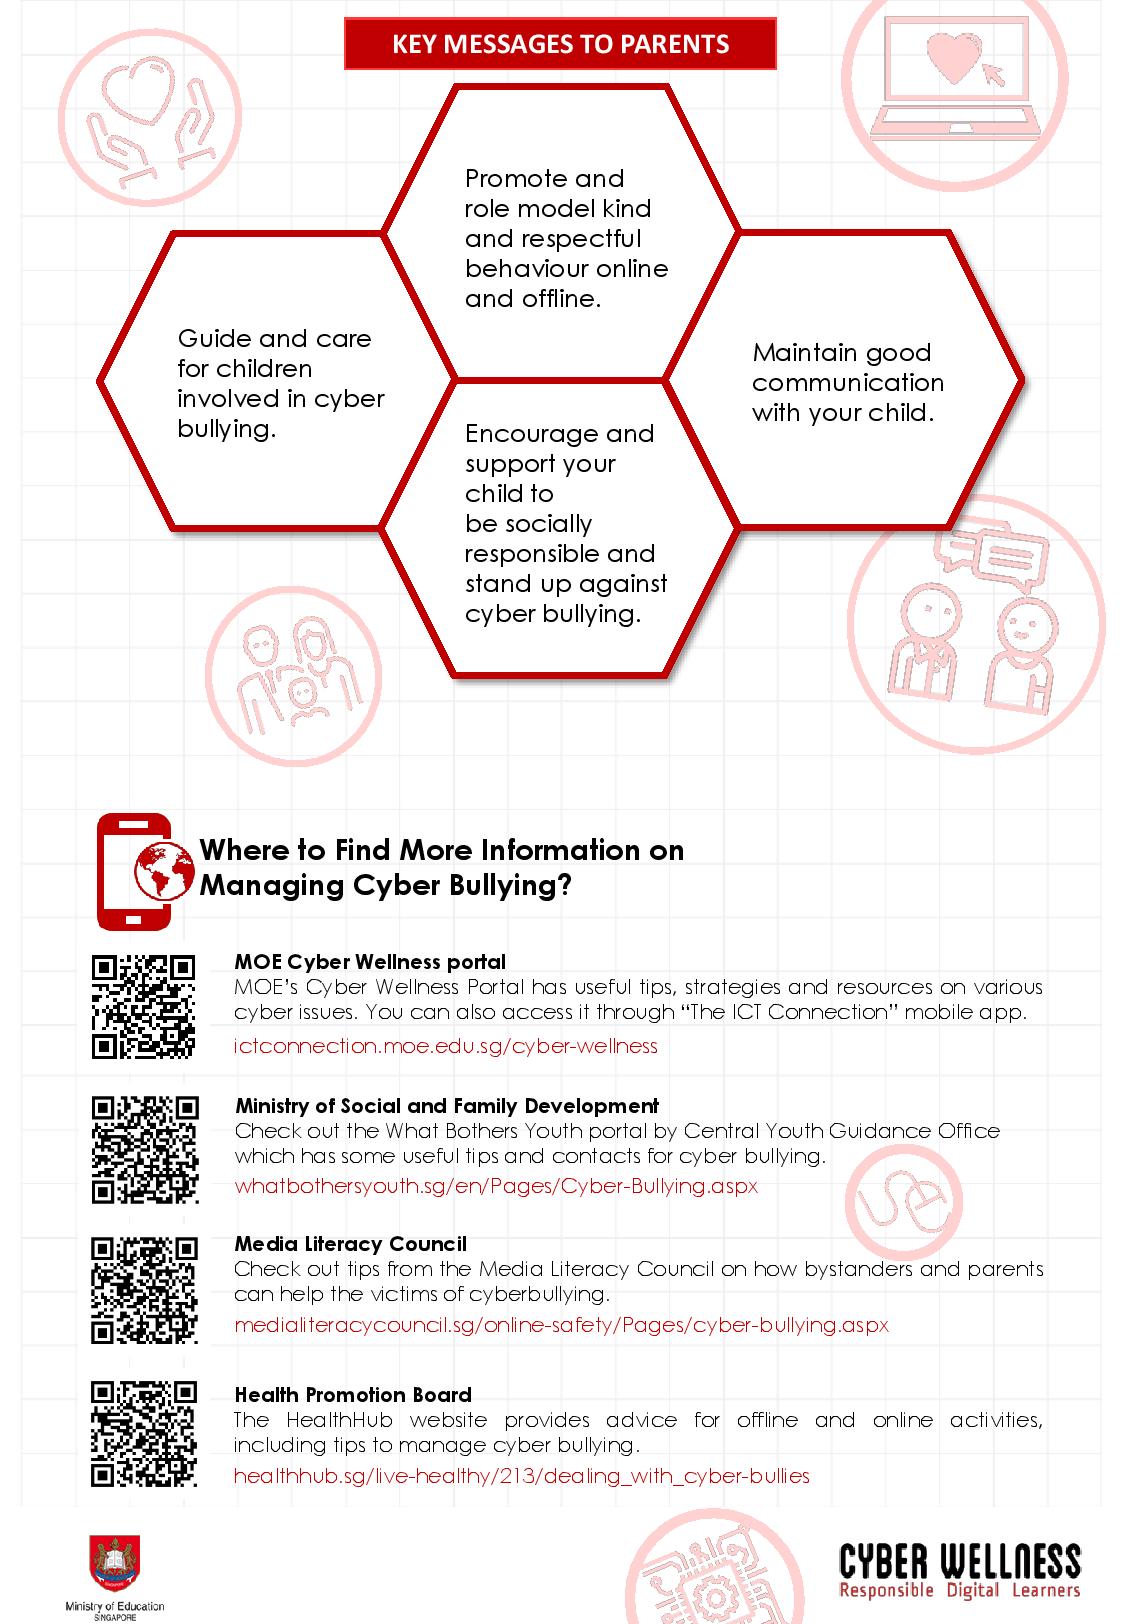 KEY MESSAGES TO PARENTS
Promote and
role model kind
and respectful
behaviour online
and offline.
Guide and care
for children
involved in cyber
bullying.
Maintain good
communication
with your child.
Encourage and
support your
child to
be socially
responsible and
stand up against
cyber bullying.
Where to Find More Information on
Managing Cyber Bullying?
MOE Cyber Wellness portal
MOE’s Cyber Wellness Portal has useful tips, strategies and resources on various
cyber issues. You can also access it through “The ICT Connection” mobile app.
ictconnection.moe.edu.sg/cyber-wellness
Ministry of Social and Family Development
Check out the What Bothers Youth portal by Central Youth Guidance Office
which has some useful tips and contacts for cyber bullying.
whatbothersyouth.sg/en/Pages/Cyber-Bullying.aspx
Media Literacy Council
Check out tips from the Media Literacy Council on how bystanders and parents
can help the victims of cyberbullying.
medialiteracycouncil.sg/online-safety/Pages/cyber-bullying.aspx
Health Promotion Board
The HealthHub website provides advice for offline and online activities,
including tips to manage cyber bullying.
healthhub.sg/live-healthy/213/dealing_with_cyber-bullies
Ministry of Education
SINGAPORE
CYBER WELLNESS
Responsible Digital Learners